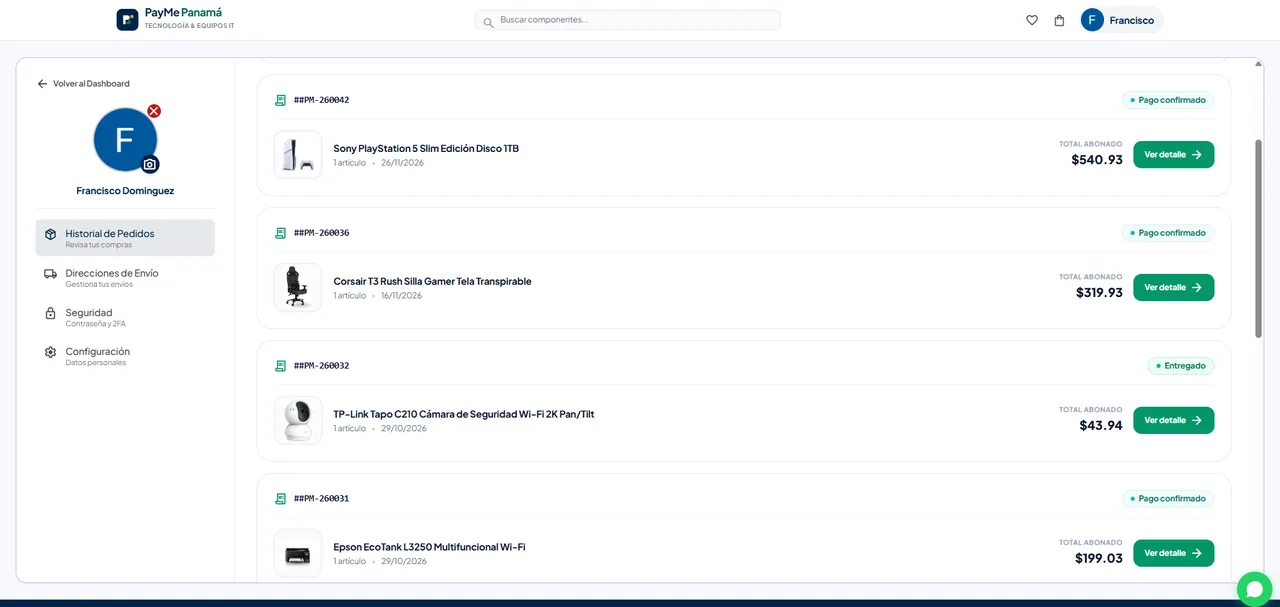 PayMe Panamá
TECNOLOGÍA & EQUIPOS IT
Buscar componentes...
F
Francisco
Volver al Dashboard
F
Francisco Dominguez
Historial de Pedidos
Revisa tus compras
Direcciones de Envío
Gestiona tus envíos
Seguridad
Contraseña y 2FA
Configuración
Datos personales
##PM-260042
Pago confirmado
Sony PlayStation 5 Slim Edición Disco 1TB
1 artículo • 26/11/2026
TOTAL ABONADO
$540.93
Ver detalle
##PM-260036
Pago confirmado
Corsair T3 Rush Silla Gamer Tela Transpirable
1 artículo • 16/11/2026
TOTAL ABONADO
$319.93
Ver detalle
##PM-260032
Entregado
TP-Link Tapo C210 Cámara de Seguridad Wi-Fi 2K Pan/Tilt
1 artículo • 29/10/2026
TOTAL ABONADO
$43.94
Ver detalle
##PM-260031
Pago confirmado
Epson EcoTank L3250 Multifuncional Wi-Fi
1 artículo • 29/10/2026
TOTAL ABONADO
$199.03
Ver detalle